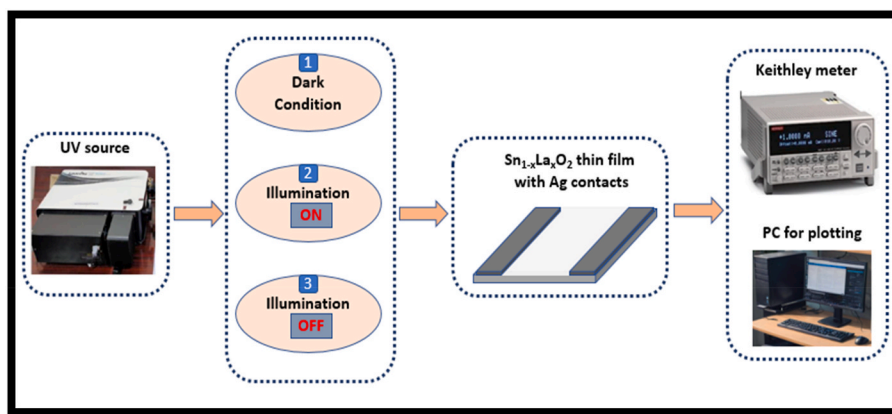 UV source
1
Dark
Condition
2
Illumination
ON
3
Illumination
OFF
Sn₁₋ₓLaₓO₂ thin film
with Ag contacts
Keithley meter
PC for plotting